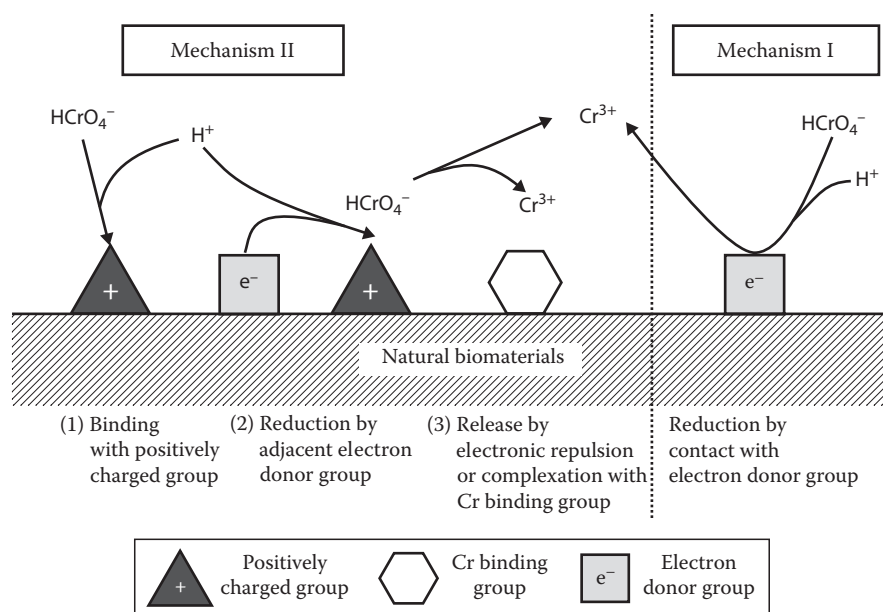 Mechanism II
Mechanism I
HCrO₄⁻
H⁺
HCrO₄⁻
Cr³⁺
Cr³⁺
HCrO₄⁻
H⁺
+
e⁻
+
e⁻
Natural biomaterials
(1) Binding
with positively
charged group
(2) Reduction by
adjacent electron
donor group
(3) Release by
electronic repulsion
or complexation with
Cr binding group
Reduction by
contact with
electron donor group
+
Positively
charged group
Cr binding
group
e⁻
Electron
donor group